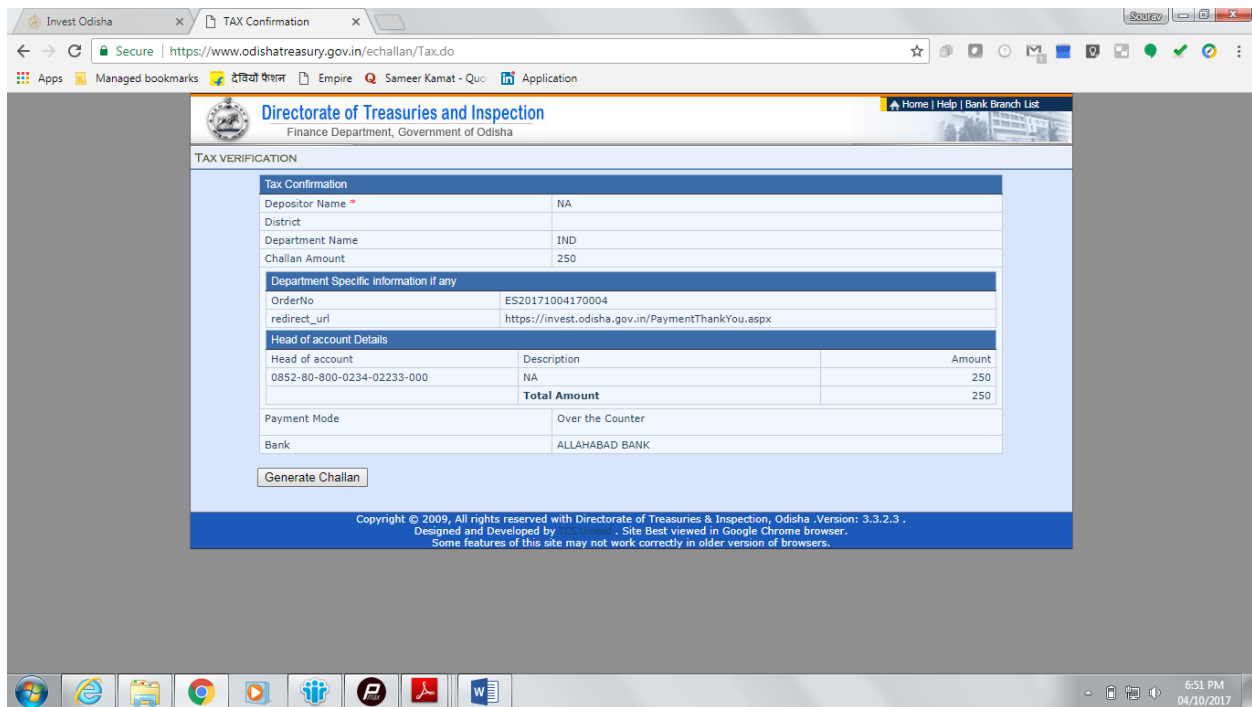 Invest Odisha
TAX Confirmation
Sourav
Secure | https://www.odishatreasury.gov.in/echallan/Tax.do
Apps Managed bookmarks देवियों फैशन Empire Sameer Kamat - Quo Application
Directorate of Treasuries and Inspection
Finance Department, Government of Odisha
Home | Help | Bank Branch List
TAX VERIFICATION
Tax Confirmation
Depositor Name * NA
District
Department Name IND
Challan Amount 250
Department Specific information if any
OrderNo ES20171004170004
redirect_url https://invest.odisha.gov.in/PaymentThankYou.aspx
Head of account Details
Head of account Description Amount
0852-80-800-0234-02233-000 NA 250
Total Amount 250
Payment Mode Over the Counter
Bank ALLAHABAD BANK
Generate Challan
Copyright © 2009, All rights reserved with Directorate of Treasuries & Inspection, Odisha .Version: 3.3.2.3 .
Designed and Developed by TCS Limited . Site Best viewed in Google Chrome browser.
Some features of this site may not work correctly in older version of browsers.
6:51 PM
04/10/2017